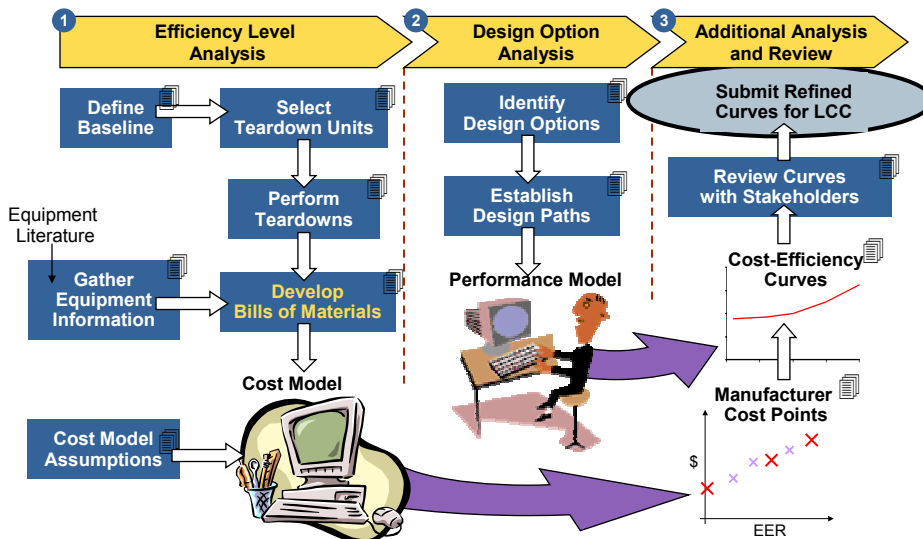 1
Efficiency Level
Analysis
2
Design Option
Analysis
3
Additional Analysis
and Review
Define
Baseline
Select
Teardown Units
Perform
Teardowns
Equipment
Literature
Gather
Equipment
Information
Develop
Bills of Materials
Cost Model
Cost Model
Assumptions
Identify
Design Options
Establish
Design Paths
Performance Model
Submit Refined
Curves for LCC
Review Curves
with Stakeholders
Cost-Efficiency
Curves
Manufacturer
Cost Points
$
EER